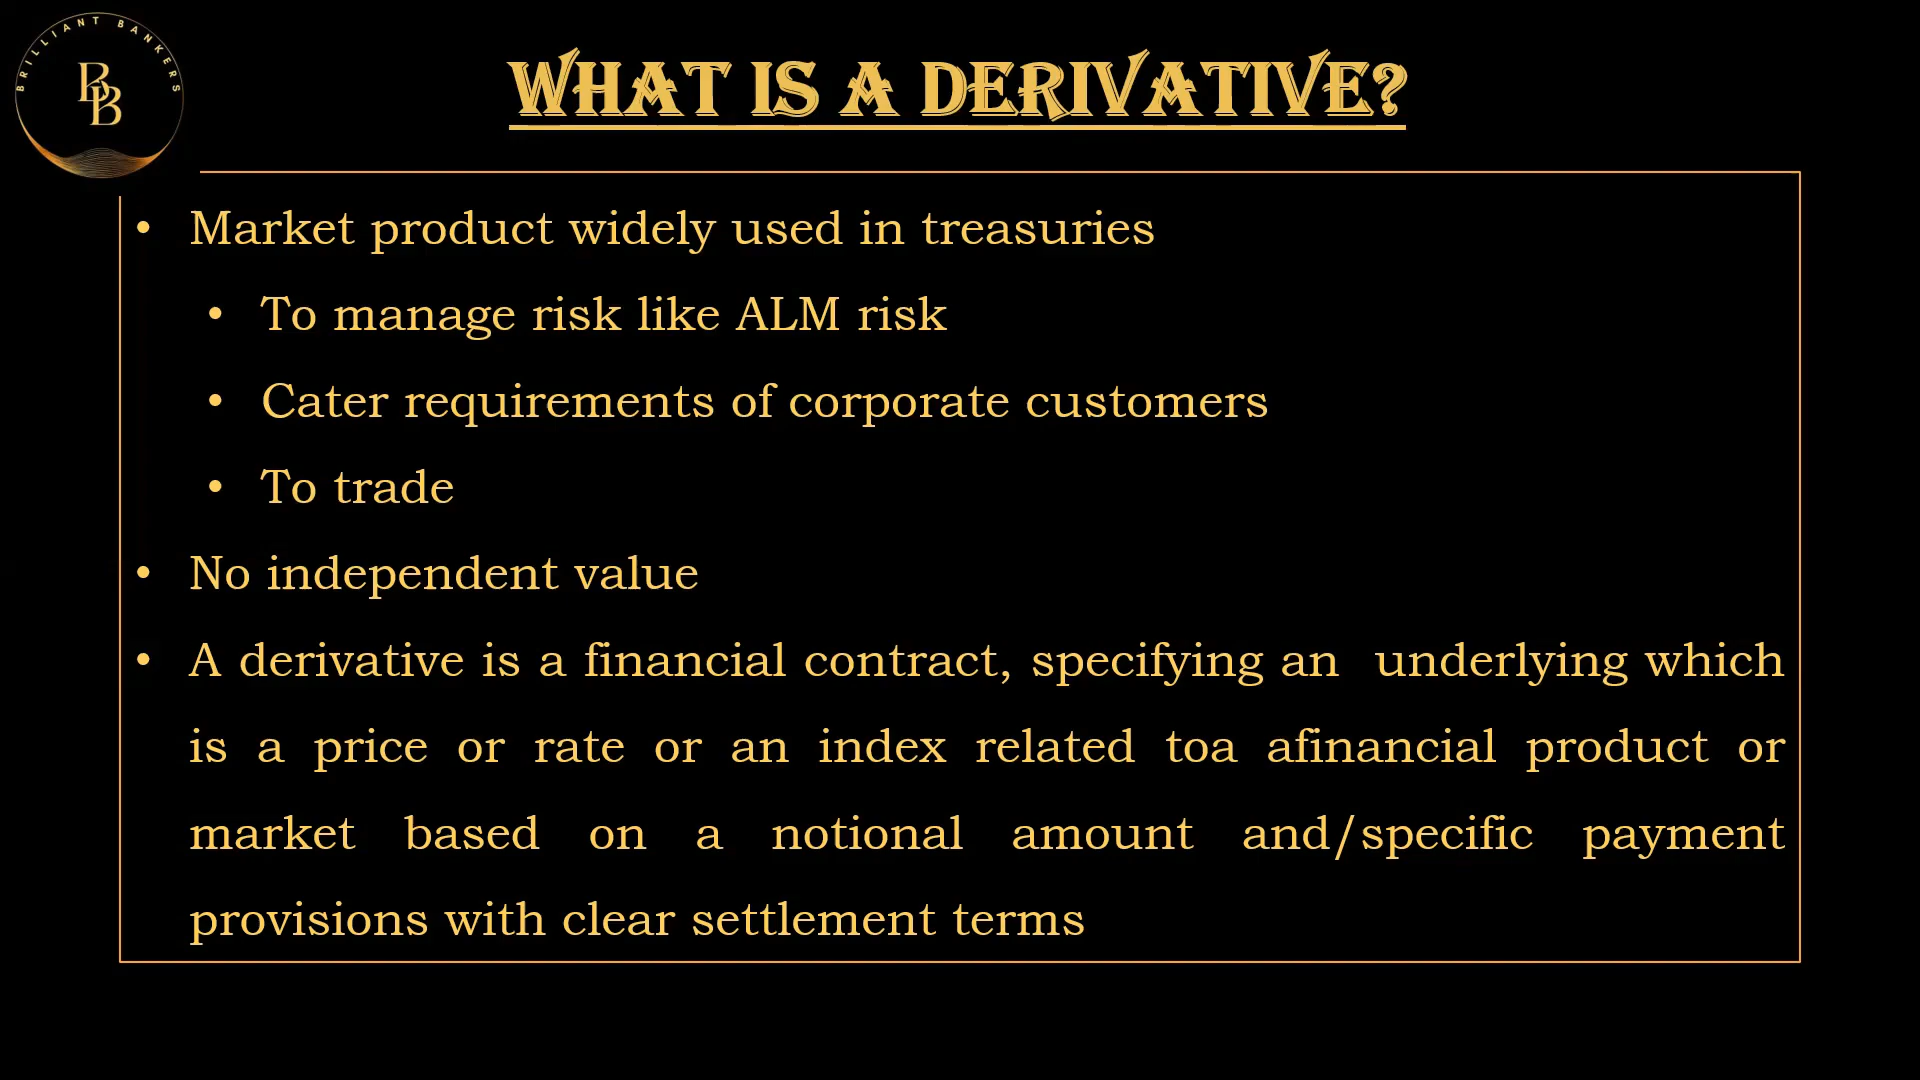 BRILLIANT BANKERS
BB
WHAT IS A DERIVATIVE?
• Market product widely used in treasuries
• To manage risk like ALM risk
• Cater requirements of corporate customers
• To trade
• No independent value
• A derivative is a financial contract, specifying an  underlying which
is a price or rate or an index related toa afinancial product or
market based on a notional amount and/specific payment
provisions with clear settlement terms